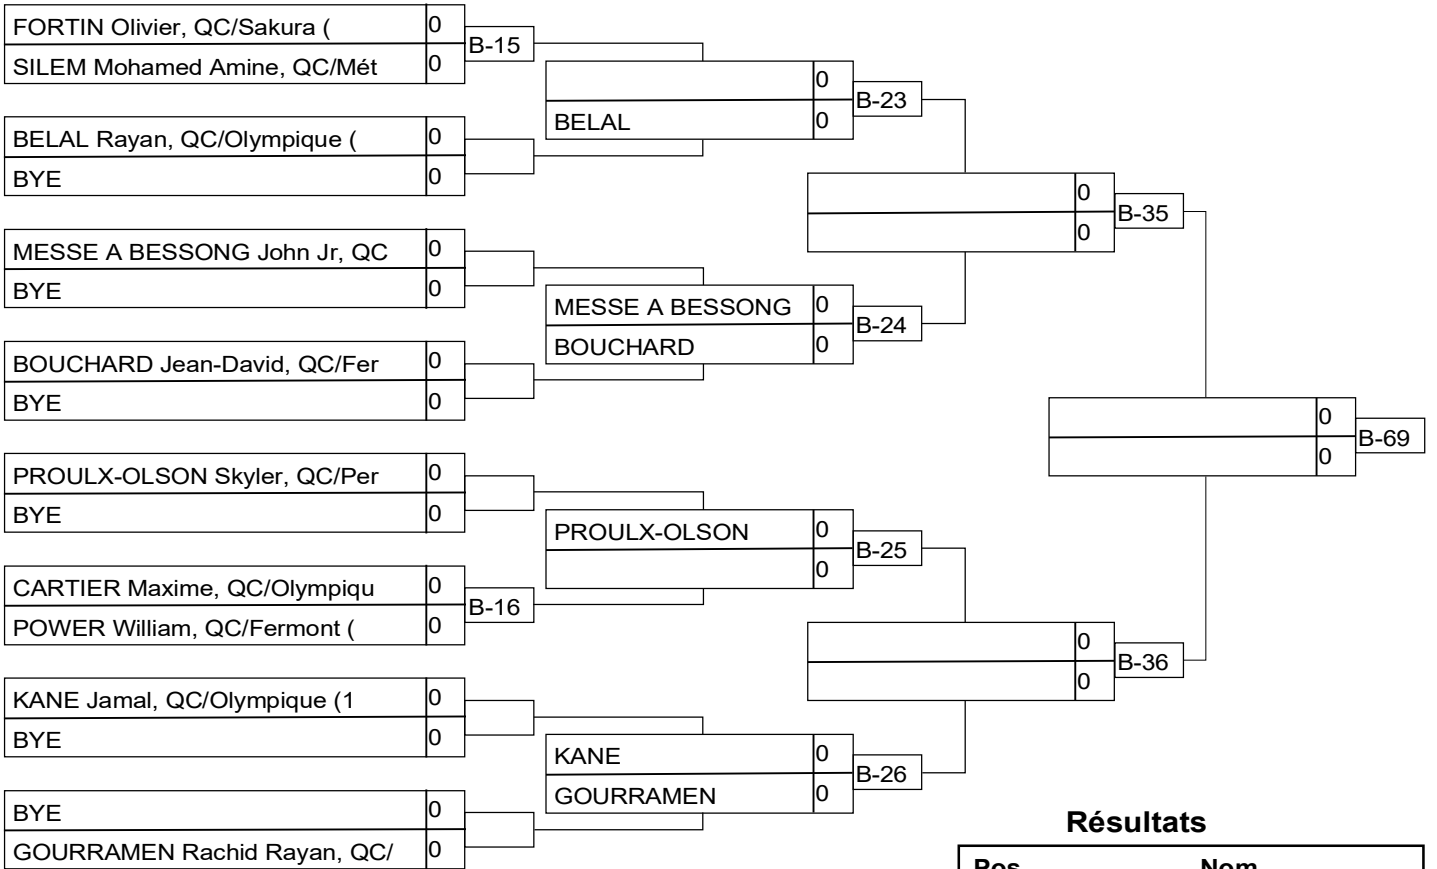 FORTIN Olivier, QC/Sakura ( 0
B-15
SILEM Mohamed Amine, QC/Mét 0
0
B-23
BELAL 0
BELAL Rayan, QC/Olympique ( 0
BYE 0
0
B-35
0
MESSE A BESSONG John Jr, QC 0
BYE 0
MESSE A BESSONG 0
B-24
BOUCHARD 0
BOUCHARD Jean-David, QC/Fer 0
BYE 0
0
B-69
0
PROULX-OLSON Skyler, QC/Per 0
BYE 0
PROULX-OLSON 0
B-25
0
CARTIER Maxime, QC/Olympiqu 0
B-16
POWER William, QC/Fermont ( 0
0
B-36
0
KANE Jamal, QC/Olympique (1 0
BYE 0
KANE 0
B-26
GOURRAMEN 0
BYE 0
GOURRAMEN Rachid Rayan, QC/ 0
Résultats
Pos Nom